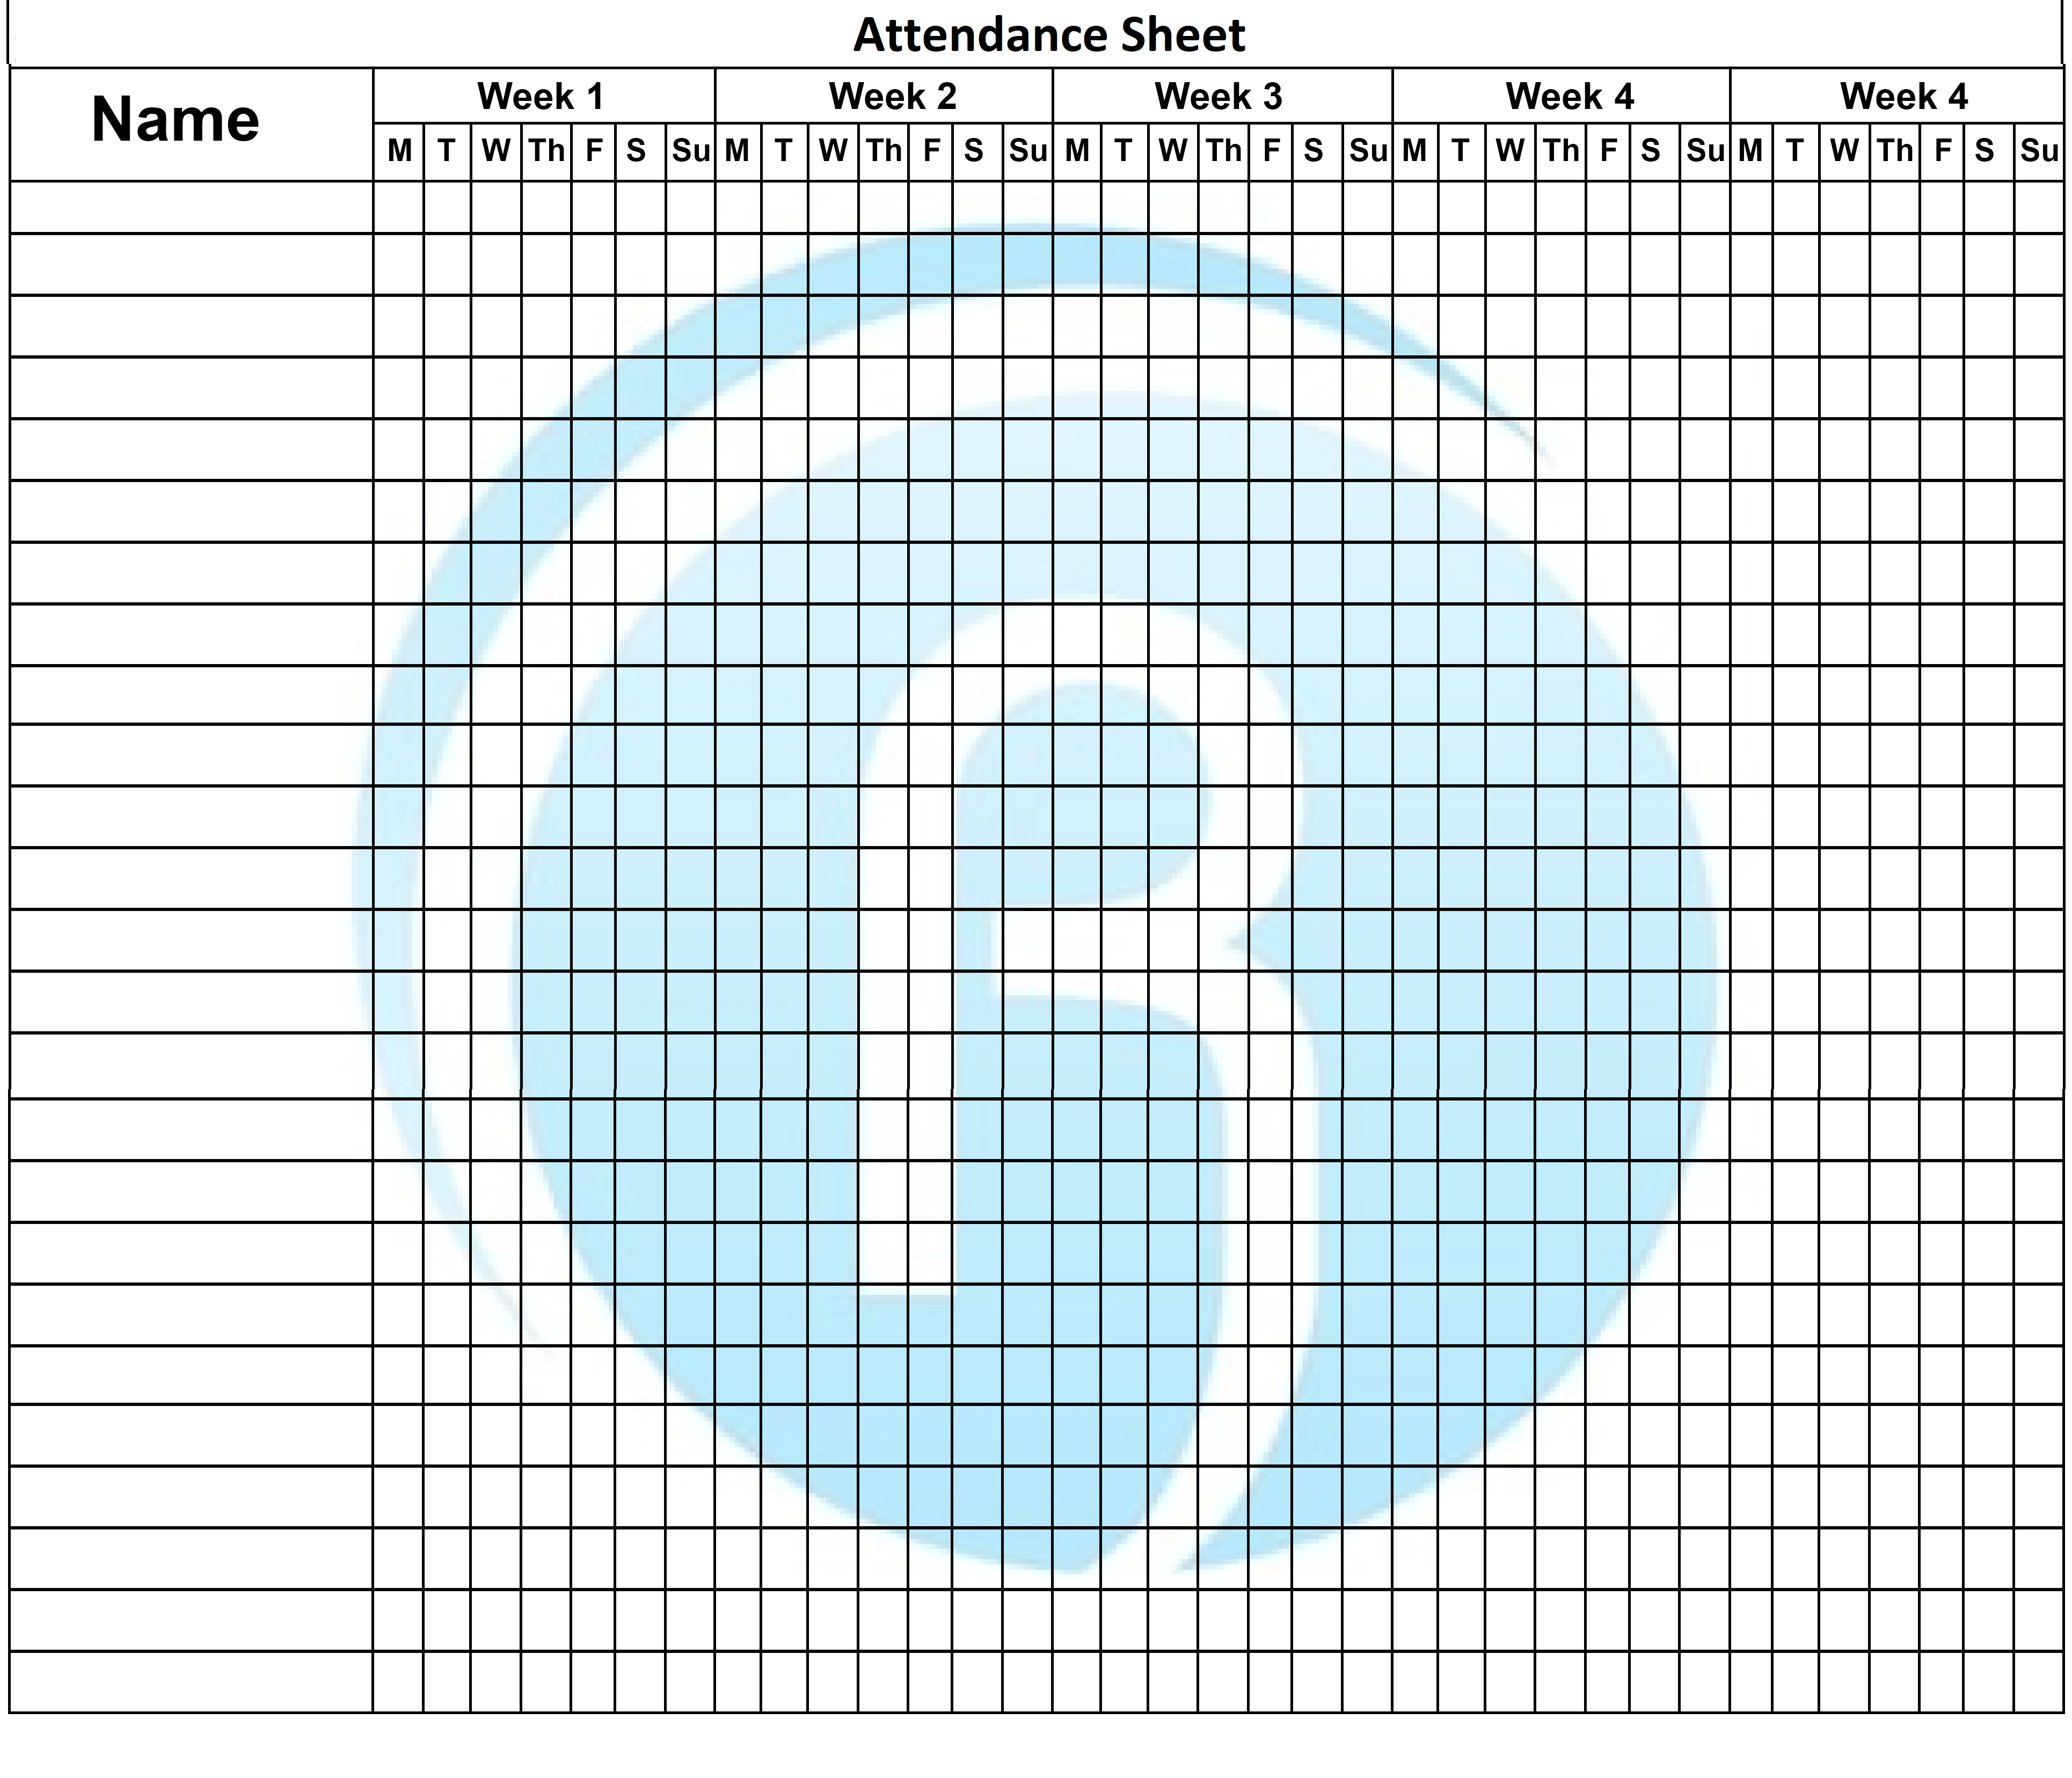 Attendance Sheet
Name Week 1 Week 2 Week 3 Week 4 Week 4
M T W Th F S Su M T W Th F S Su M T W Th F S Su M T W Th F S Su M T W Th F S Su